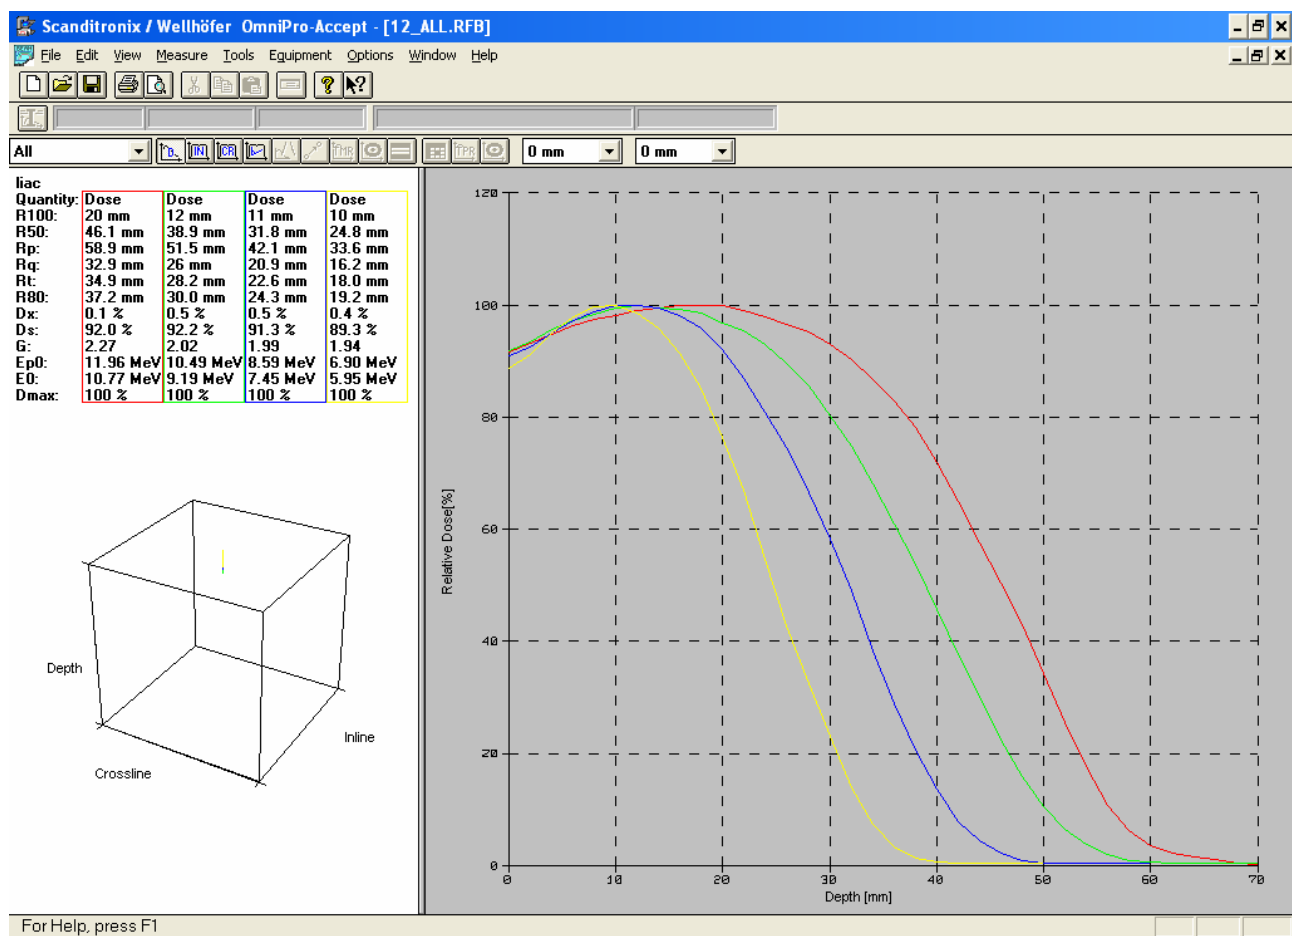 Scanditronix / Wellhöfer OmniPro-Accept - [12_ALL.RFB]
File Edit View Measure Tools Equipment Options Window Help
All 0 mm 0 mm
liac
Quantity: Dose Dose Dose Dose
R100: 20 mm 12 mm 11 mm 10 mm
R50: 46.1 mm 38.9 mm 31.8 mm 24.8 mm
Rp: 58.9 mm 51.5 mm 42.1 mm 33.6 mm
Rq: 32.9 mm 26 mm 20.9 mm 16.2 mm
Rt: 34.9 mm 28.2 mm 22.6 mm 18.0 mm
R80: 37.2 mm 30.0 mm 24.3 mm 19.2 mm
Dx: 0.1 % 0.5 % 0.5 % 0.4 %
Ds: 92.0 % 92.2 % 91.3 % 89.3 %
G: 2.27 2.02 1.99 1.94
Ep0: 11.96 MeV 10.49 MeV 8.59 MeV 6.90 MeV
E0: 10.77 MeV 9.19 MeV 7.45 MeV 5.95 MeV
Dmax: 100 % 100 % 100 % 100 %
Depth
Inline
Crossline
120
100
80
60
40
20
0
Relative Dose[%]
0 10 20 30 40 50 60 70
Depth [mm]
For Help, press F1